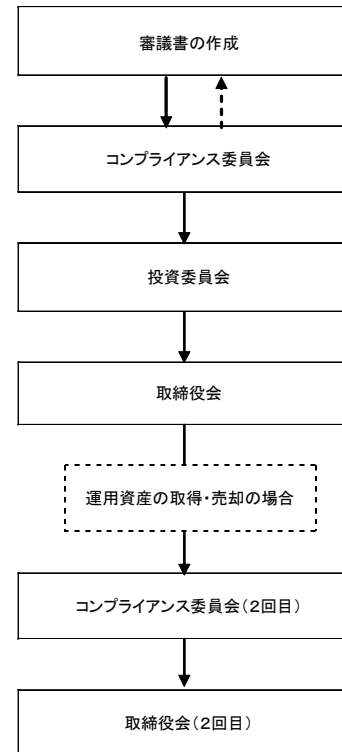 審議書の作成
コンプライアンス委員会
投資委員会
取締役会
運用資産の取得・売却の場合
コンプライアンス委員会(2回目)
取締役会(2回目)